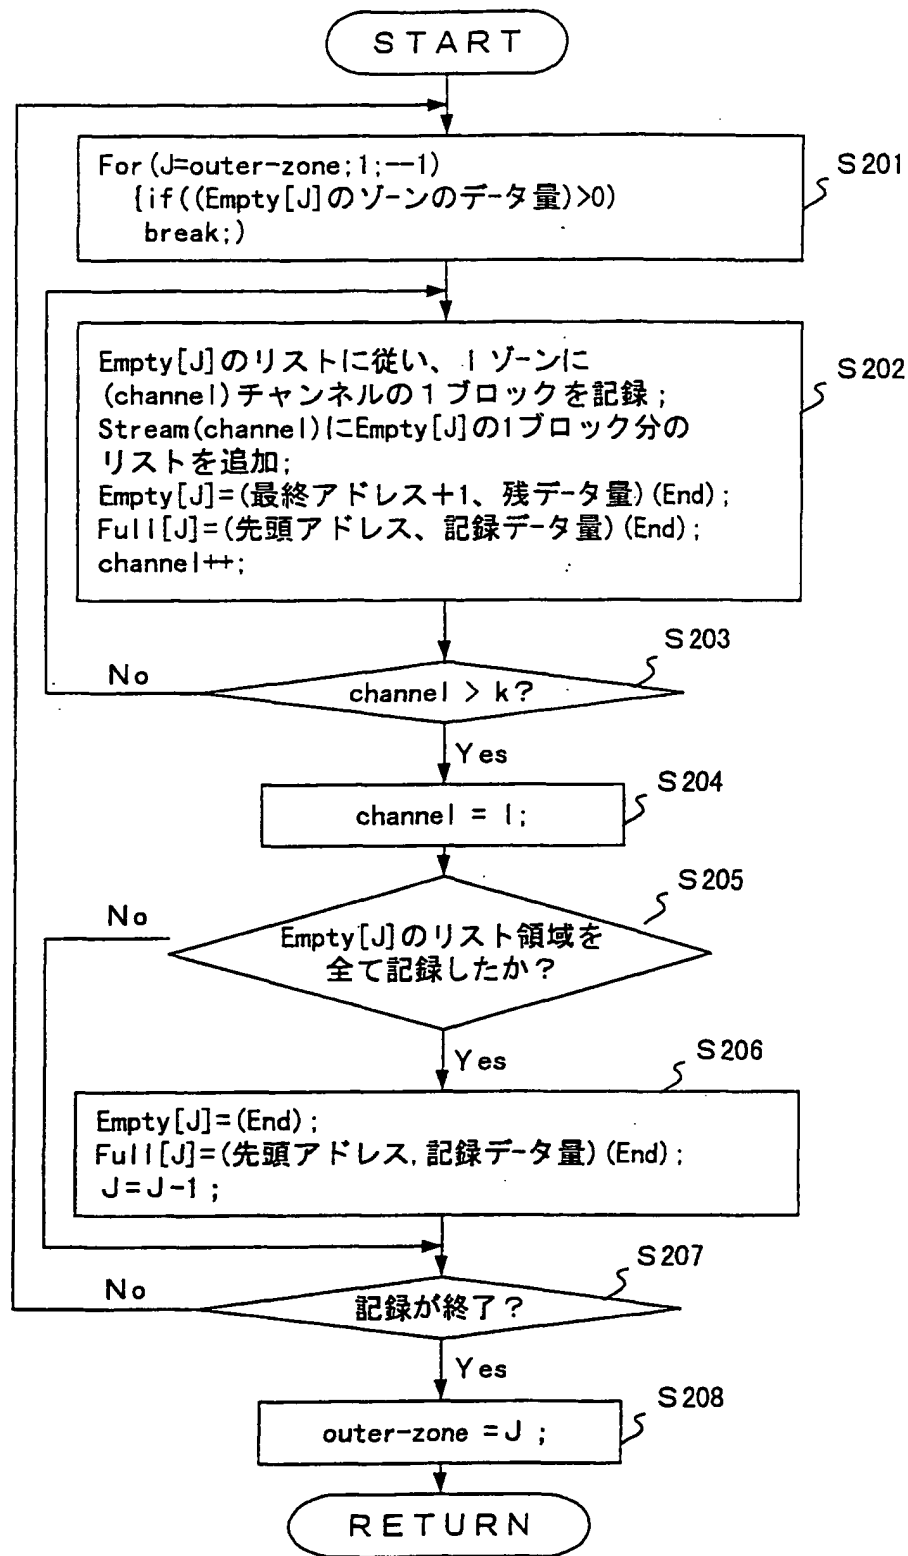 START
For(J=outer-zone;1;--1)
{if((Empty[J]のゾーンのデータ量)>0)
break;)
S201
Empty[J]のリストに従い、Iゾーンに
(channel)チャンネルの1ブロックを記録;
Stream(channel)にEmpty[J]の1ブロック分の
リストを追加;
Empty[J]=(最終アドレス+1、残データ量)(End);
Full[J]=(先頭アドレス、記録データ量)(End);
channel++;
S202
channel > k?
S203
No
Yes
channel = 1;
S204
Empty[J]のリスト領域を
全て記録したか?
S205
No
Yes
Empty[J]=(End);
Full[J]=(先頭アドレス,記録データ量)(End);
J=J-1;
S206
記録が終了?
S207
No
Yes
outer-zone =J ;
S208
RETURN